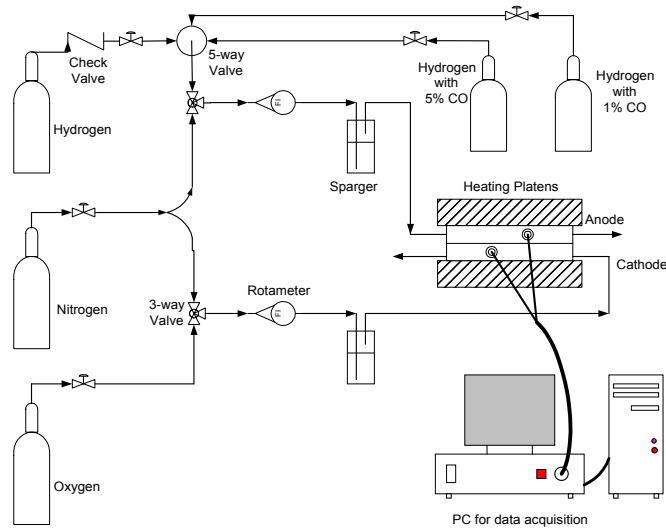 Check
Valve
5-way
Valve
Hydrogen
Hydrogen
with
5% CO
Hydrogen
with
1% CO
Sparger
Heating Platens
Anode
Cathode
Nitrogen
3-way
Valve
Rotameter
Oxygen
PC for data acquisition